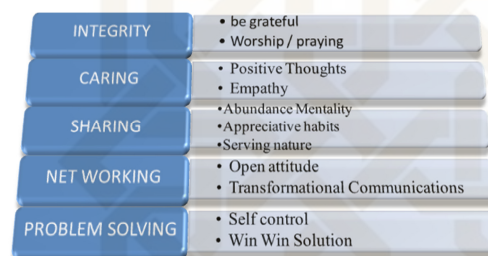 INTEGRITY
• be grateful
• Worship / praying
CARING
• Positive Thoughts
• Empathy
SHARING
•Abundance Mentality
•Appreciative habits
•Serving nature
NET WORKING
• Open attitude
• Transformational Communications
PROBLEM SOLVING
• Self control
• Win Win Solution